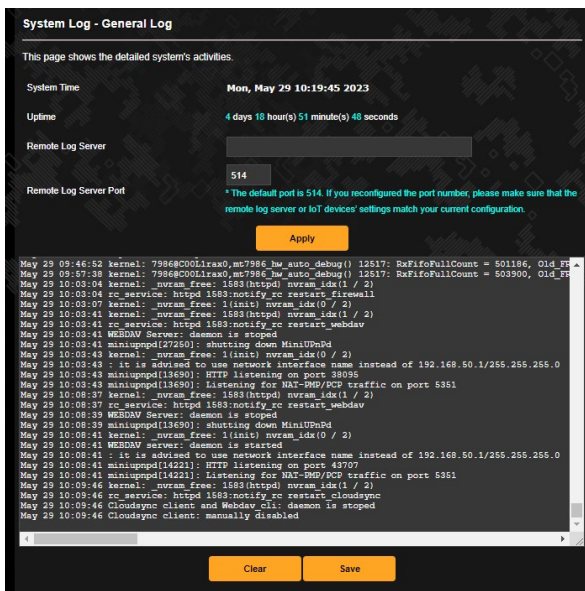 System Log - General Log
This page shows the detailed system's activities.
System Time
Mon, May 29 10:19:45 2023
Uptime
4 days 18 hour(s) 51 minute(s) 48 seconds
Remote Log Server
Remote Log Server Port
514
* The default port is 514. If you reconfigured the port number, please make sure that the
remote log server or IoT devices' settings match your current configuration.
Apply
May 29 09:46:52 kernel: 7986@C00L1rax0,mt7986_hw_auto_debug() 12517: RxFifoFullCount = 501186, Old_FR
May 29 09:57:38 kernel: 7986@C00L1rax0,mt7986_hw_auto_debug() 12517: RxFifoFullCount = 503900, Old_FR
May 29 10:03:04 kernel: _nvram_free: 1583(httpd) nvram_idx(1 / 2)
May 29 10:03:04 rc_service: httpd 1583:notify_rc restart_firewall
May 29 10:03:07 kernel: _nvram_free: 1(init) nvram_idx(0 / 2)
May 29 10:03:41 kernel: _nvram_free: 1583(httpd) nvram_idx(1 / 2)
May 29 10:03:41 rc_service: httpd 1583:notify_rc restart_webdav
May 29 10:03:41 WEBDAV Server: daemon is stoped
May 29 10:03:41 miniupnpd[27250]: shutting down MiniUPnPd
May 29 10:03:43 kernel: _nvram_free: 1(init) nvram_idx(0 / 2)
May 29 10:03:43 : it is advised to use network interface name instead of 192.168.50.1/255.255.255.0
May 29 10:03:43 miniupnpd[13690]: HTTP listening on port 38095
May 29 10:03:43 miniupnpd[13690]: Listening for NAT-PMP/PCP traffic on port 5351
May 29 10:08:37 kernel: _nvram_free: 1583(httpd) nvram_idx(1 / 2)
May 29 10:08:37 rc_service: httpd 1583:notify_rc restart_webdav
May 29 10:08:39 WEBDAV Server: daemon is stoped
May 29 10:08:39 miniupnpd[13690]: shutting down MiniUPnPd
May 29 10:08:41 kernel: _nvram_free: 1(init) nvram_idx(0 / 2)
May 29 10:08:41 WEBDAV server: daemon is started
May 29 10:08:41 : it is advised to use network interface name instead of 192.168.50.1/255.255.255.0
May 29 10:08:41 miniupnpd[14221]: HTTP listening on port 43707
May 29 10:08:41 miniupnpd[14221]: Listening for NAT-PMP/PCP traffic on port 5351
May 29 10:09:46 kernel: _nvram_free: 1583(httpd) nvram_idx(1 / 2)
May 29 10:09:46 rc_service: httpd 1583:notify_rc restart_cloudsync
May 29 10:09:46 Cloudsync client and Webdav_cli: daemon is stoped
May 29 10:09:46 Cloudsync client: manually disabled
Clear
Save